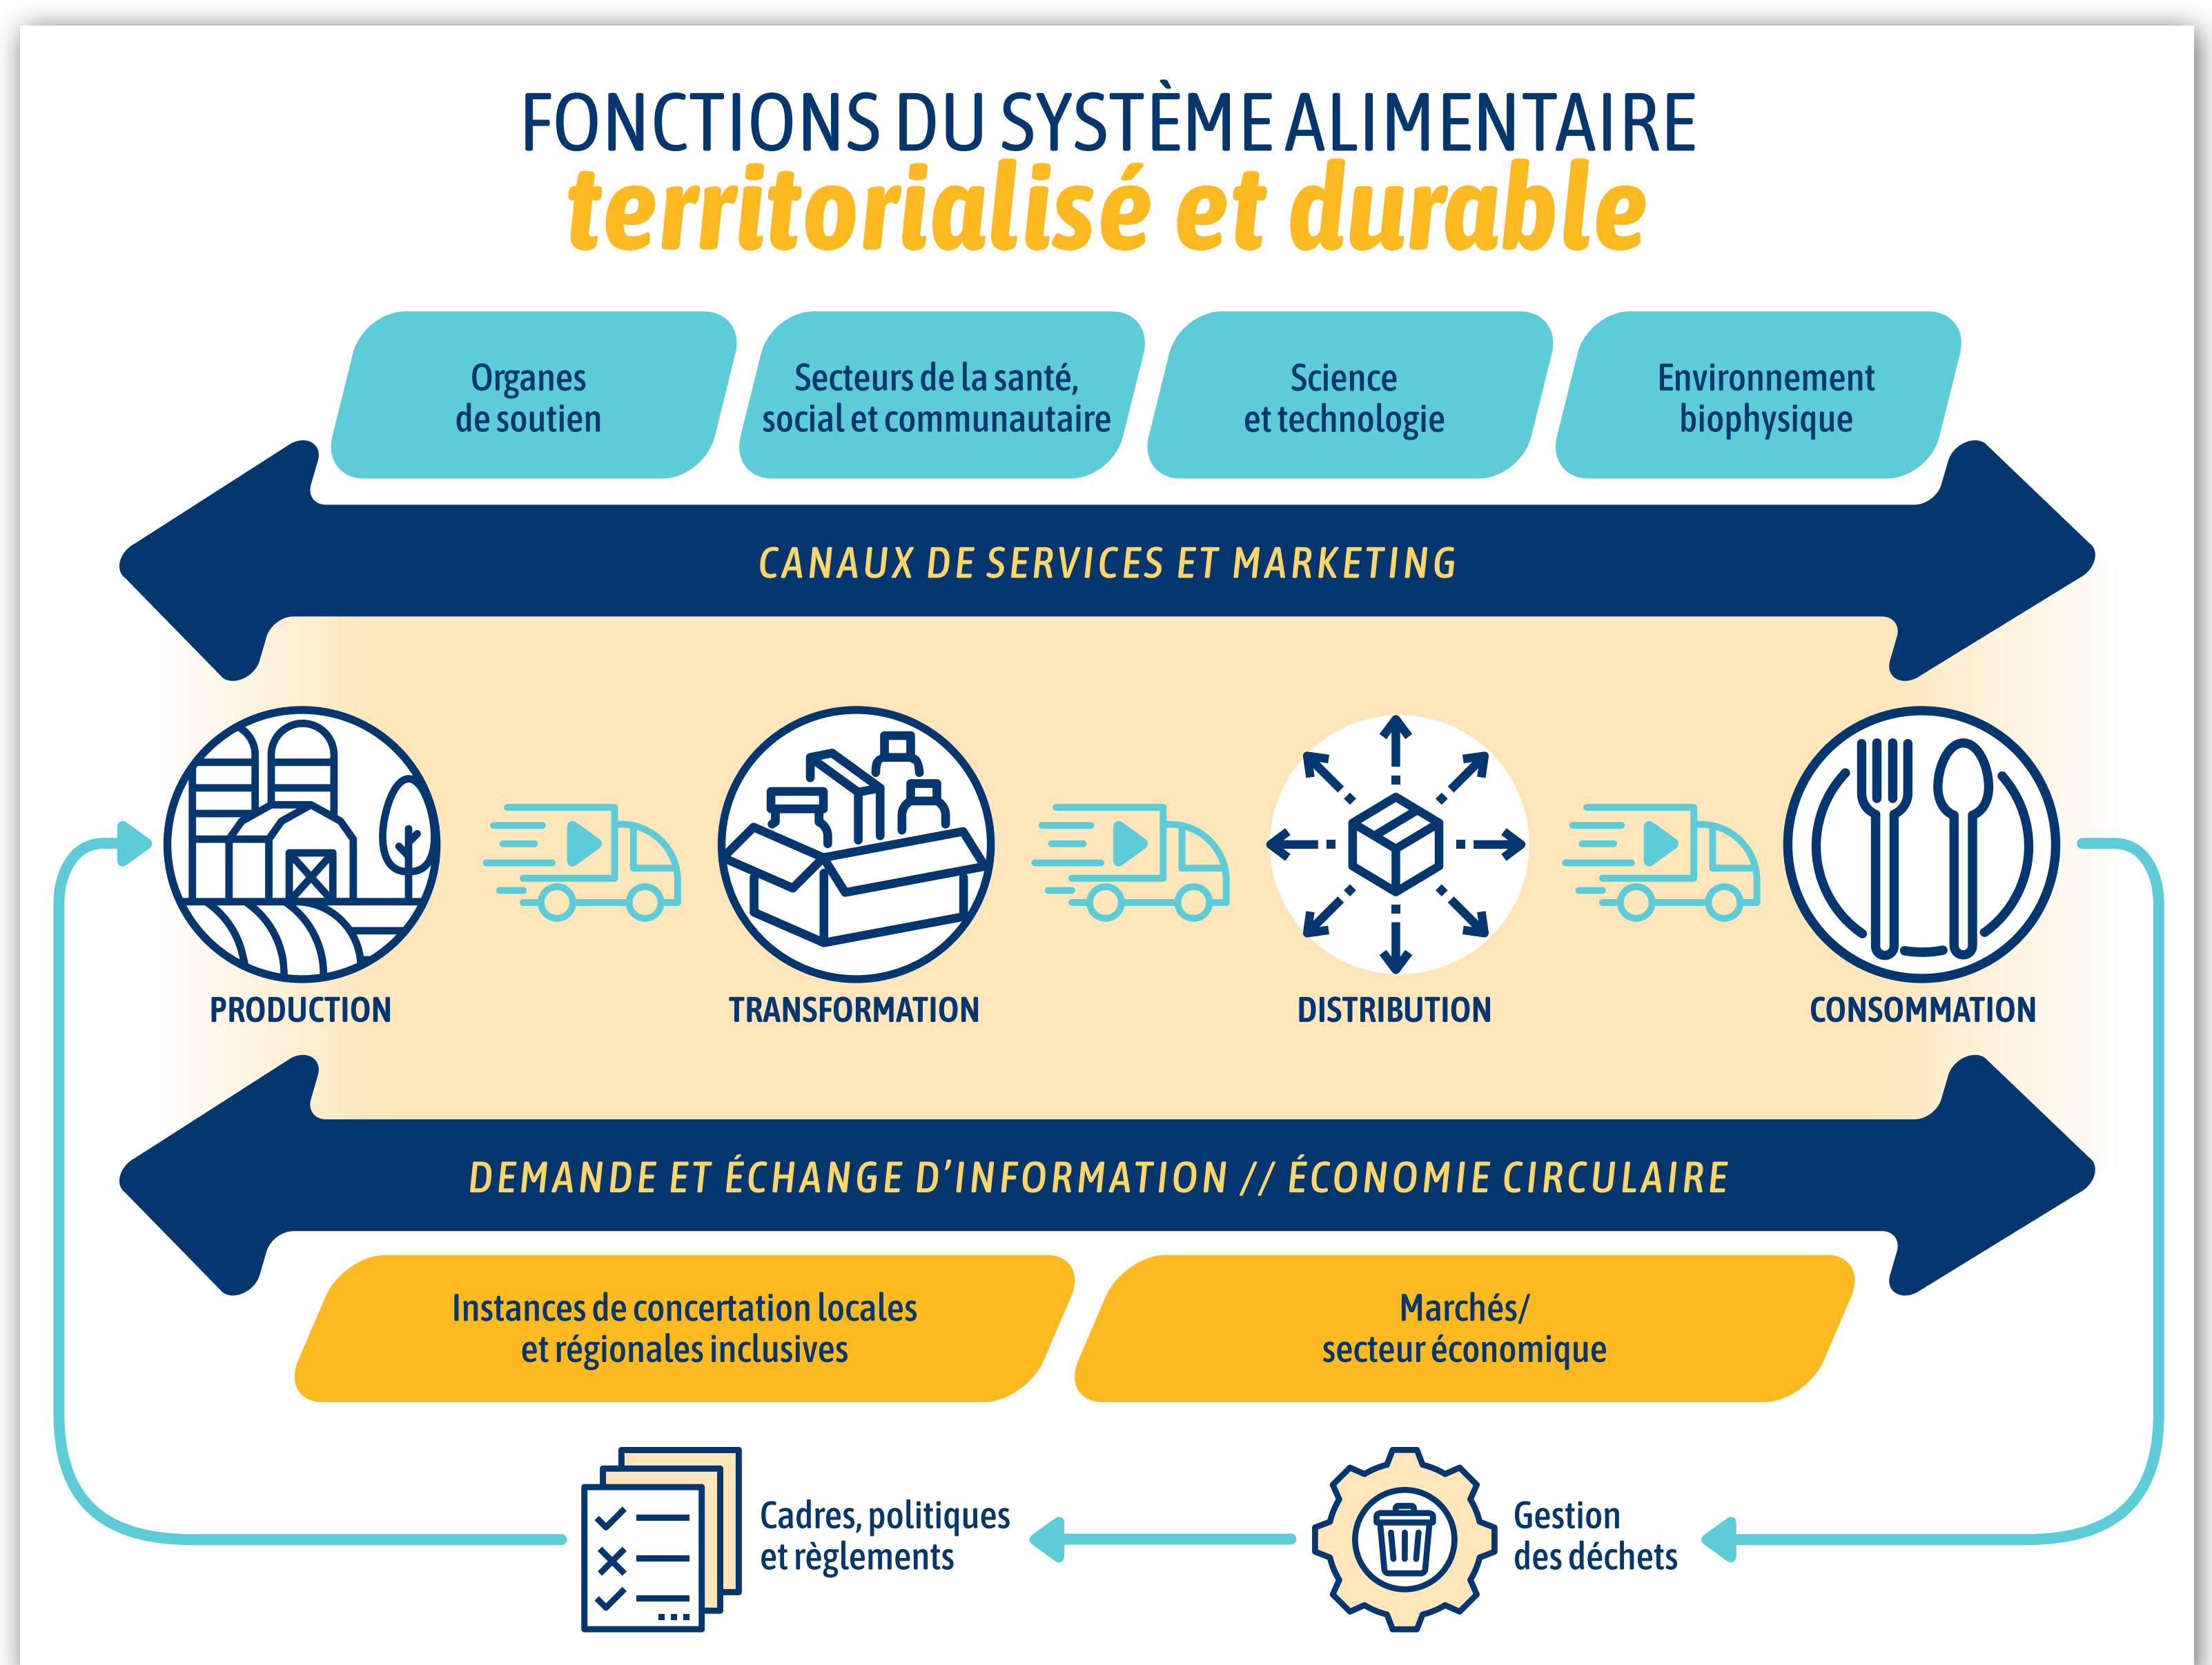 FONCTIONS DU SYSTÈME ALIMENTAIRE
territorialisé et durable
Organes
de soutien
Secteurs de la santé,
social et communautaire
Science
et technologie
Environnement
biophysique
CANAUX DE SERVICES ET MARKETING
PRODUCTION
TRANSFORMATION
DISTRIBUTION
CONSOMMATION
DEMANDE ET ÉCHANGE D’INFORMATION // ÉCONOMIE CIRCULAIRE
Instances de concertation locales
et régionales inclusives
Marchés/
secteur économique
Cadres, politiques
et règlements
Gestion
des déchets